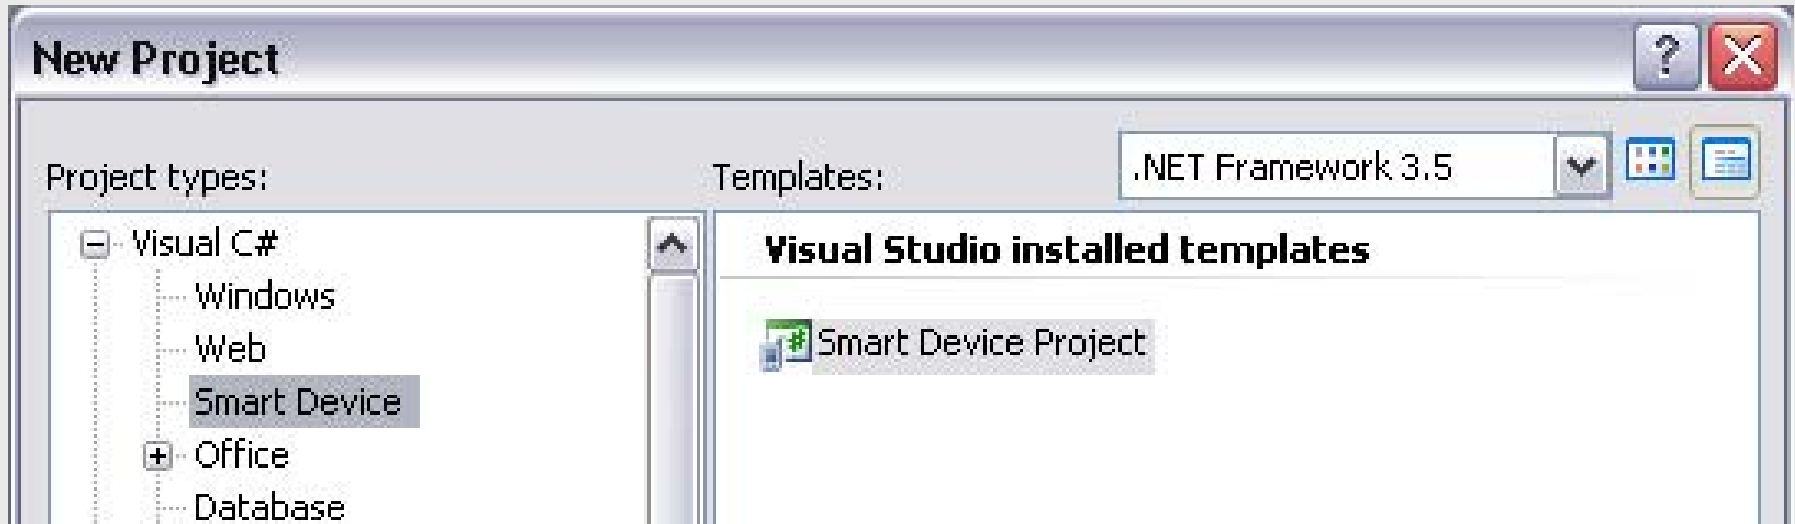 New Project
?
Project types:
Templates:
.NET Framework 3.5
Visual C#
Windows
Web
Smart Device
Office
Database
Visual Studio installed templates
Smart Device Project